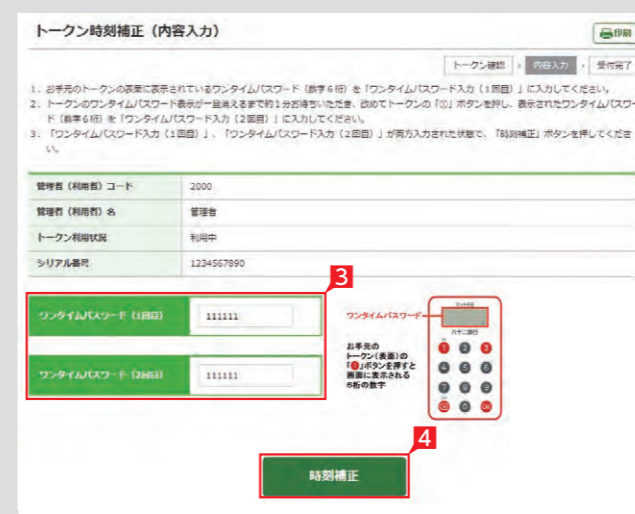 トークン時刻補正（内容入力）
印刷
トークン確認 › 内容入力 › 受付完了
1. お手元のトークンの表面に表示されているワンタイムパスワード（数字6桁）を「ワンタイムパスワード入力（1回目）」に入力してください。
2. トークンのワンタイムパスワード表示が一旦消えるまで約1分お待ちいただき、改めてトークンの「①」ボタンを押し、表示されたワンタイムパスワー
ド（数字6桁）を「ワンタイムパスワード入力（2回目）」に入力してください。
3. 「ワンタイムパスワード入力（1回目）」、「ワンタイムパスワード入力（2回目）」が両方入力された状態で、「時刻補正」ボタンを押してくださ
い。
管理者（利用者）コード 2000
管理者（利用者）名 管理者
トークン利用状況 利用中
シリアル番号 1234567890
3
ワンタイムパスワード（1回目） 111111
ワンタイムパスワード（2回目） 111111
ワンタイムパスワード
お手元の
トークン（表面）の
「❶」ボタンを押すと
画面に表示される
6桁の数字
八十二銀行
1 2 3
4 5 6
7 8 9
0 OK
4
時刻補正